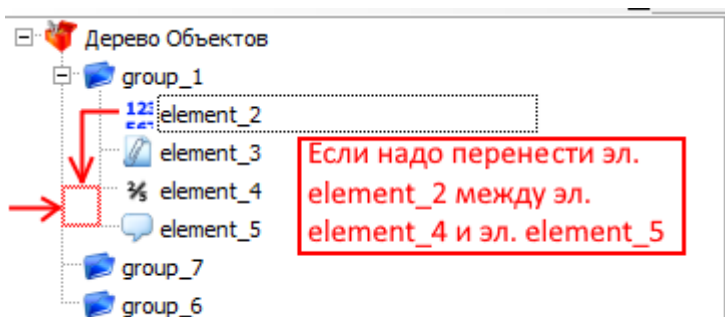 Дерево Объектов
group_1
element_2
element_3
element_4
element_5
group_7
group_6
Если надо перенести эл.
element_2 между эл.
element_4 и эл. element_5